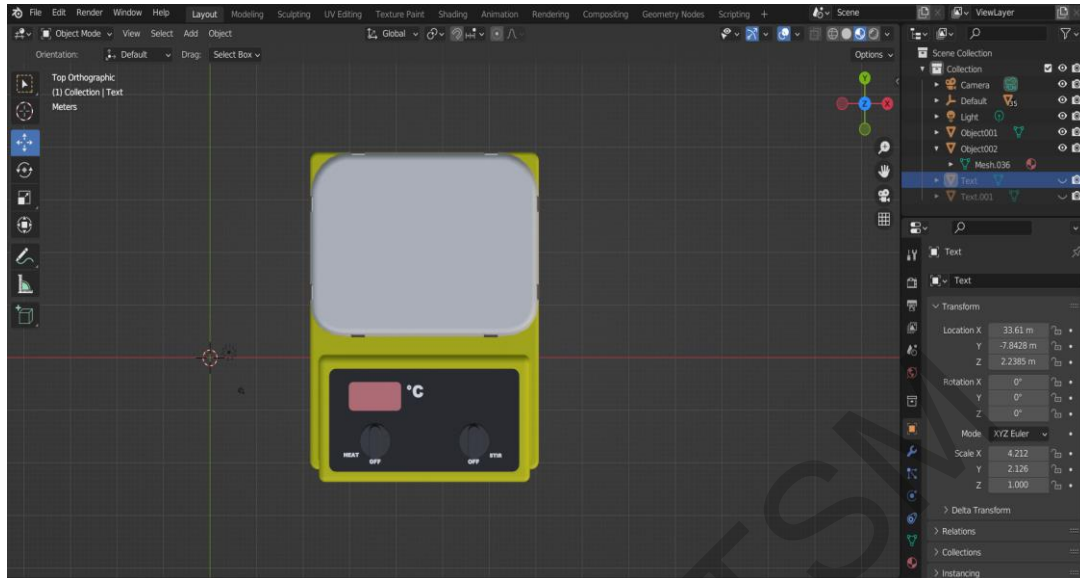 File Edit Render Window Help Layout Modeling Sculpting UV Editing Texture Paint Shading Animation Rendering Compositing Geometry Nodes Scripting + Scene ViewLayer
Object Mode View Select Add Object Global
Orientation: Default Drag: Select Box Options
Top Orthographic
(1) Collection | Text
Meters
Y
Z X
°C
HEAT OFF OFF STIR
Scene Collection
Collection
Camera
Default 35
Light
Object001
Object002
Mesh.036
Text
Text.001
Text
Text
Transform
Location X 33.61 m
Y -7.8428 m
Z 2.2385 m
Rotation X 0°
Y 0°
Z 0°
Mode XYZ Euler
Scale X 4.212
Y 2.126
Z 1.000
Delta Transform
Relations
Collections
Instancing